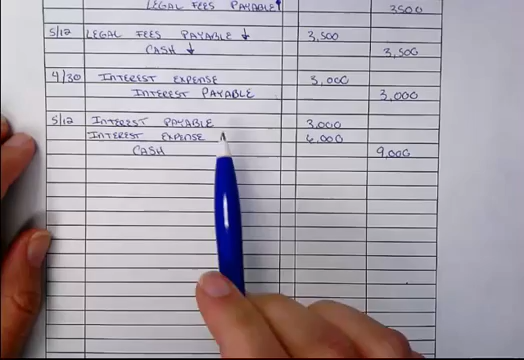 LEGAL FEES PAYABLE↑ 3500
5/12 LEGAL FEES PAYABLE ↓ 3,500
CASH ↓ 3,500
4/30 INTEREST EXPENSE 3,000
INTEREST PAYABLE 3,000
5/12 INTEREST PAYABLE 3,000
INTEREST EXPENSE 6,000
CASH 9,000